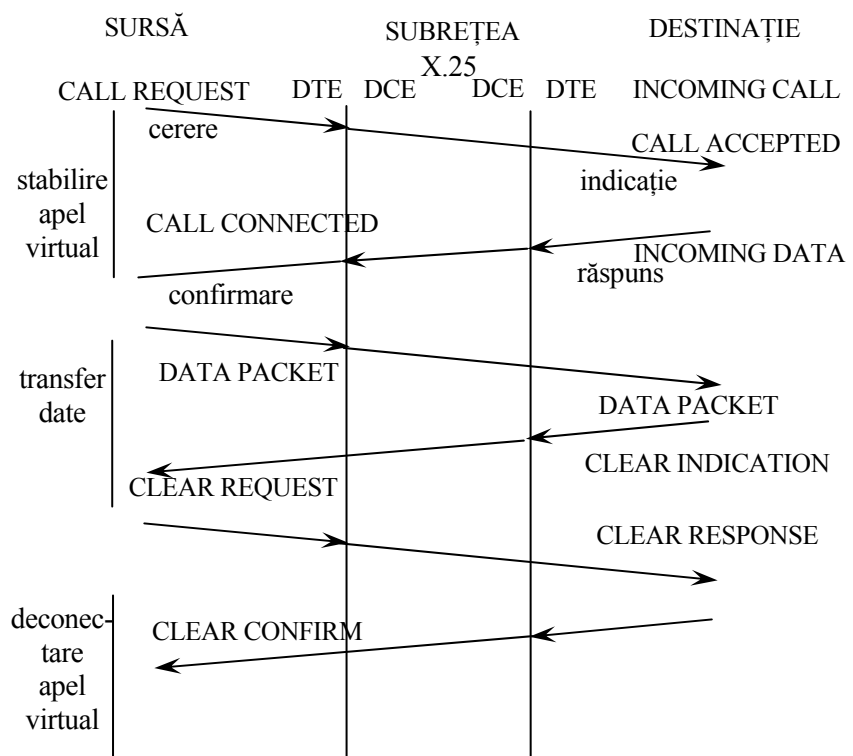 SURSĂ
SUBREȚEA
X.25
DESTINAȚIE
CALL REQUEST
DTE
DCE
DCE
DTE
INCOMING CALL
cerere
CALL ACCEPTED
stabilire
apel
virtual
indicație
CALL CONNECTED
INCOMING DATA
răspuns
confirmare
transfer
date
DATA PACKET
DATA PACKET
CLEAR INDICATION
CLEAR REQUEST
CLEAR RESPONSE
deconec-
tare
apel
virtual
CLEAR CONFIRM